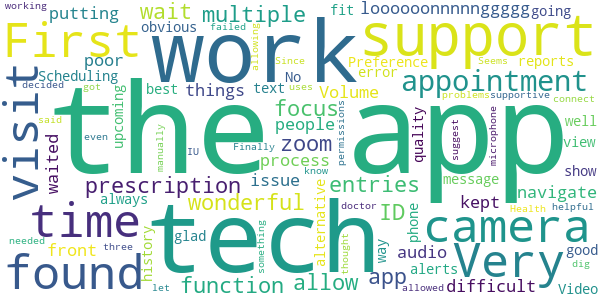 working
putting
First
visit
waited
wait
obvious
Scheduling
poor
upcoming
the app
work
failed
multiple
No
best
things
text
allowing
fit
loooooonnnnnggggg
going
support
Since
Preference
error
reports
Seems
decided
said
got
always
manually
even
prescription
IU
uses
issue
Finally
focus
Volume
people
zoom
process
entries
permissions
appointment
quality
suggest
problems
supportive
microphone
connect
well
view
show
message
navigate
know
time
found
front
history
needed
three
glad
let
tech
wonderful
function
something
doctor
allow
alternative
thought
way
app
ID
phone
audio
alerts
allowed
kept
camera
Very
difficult
Health
helpful
good
dig
Video